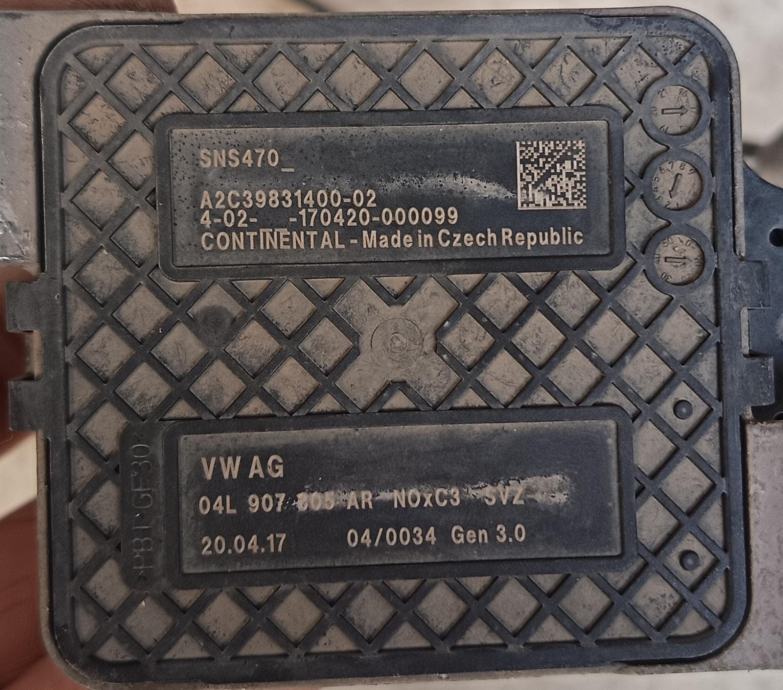 SNS470_
A2C39831400-02
4-02- -170420-000099
CONTINENTAL - Made in Czech Republic
VW AG
04L 907 805 AR NOxC3 SVZ
20.04.17 04/0034 Gen 3.0
>PBT GF30<